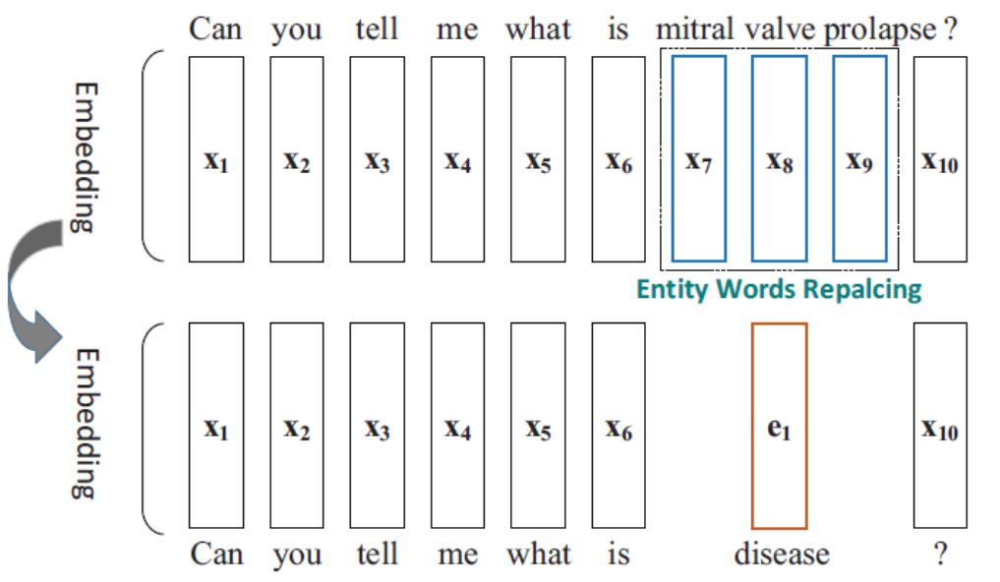 Can you tell me what is mitral valve prolapse ?
Embedding
x1 x2 x3 x4 x5 x6 x7 x8 x9 x10
Entity Words Repalcing
Embedding
x1 x2 x3 x4 x5 x6 e1 x10
Can you tell me what is disease ?